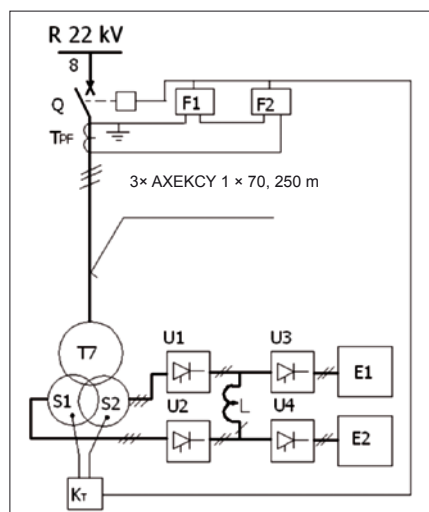 R 22 kV
8
Q
F1 F2
TPF
3× AXEKCY 1 × 70, 250 m
T7
U1 U3
S1 S2 E1
U2 L U4
E2
KT